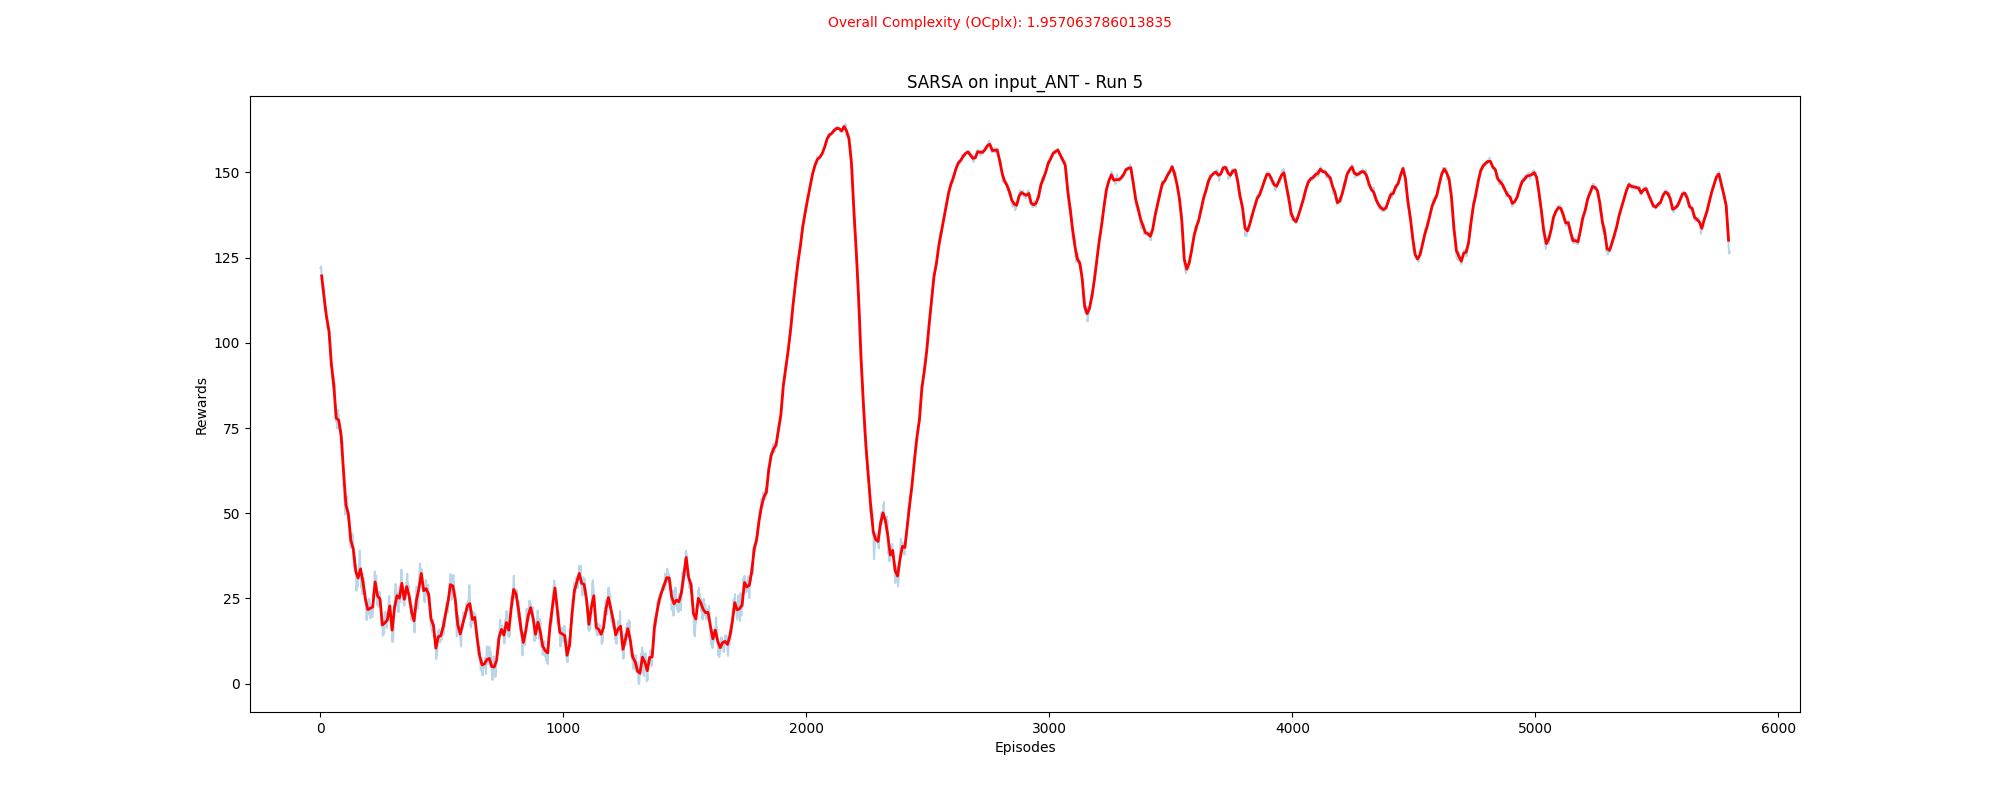 Overall Complexity (OCplx): 1.957063786013835
SARSA on input_ANT - Run 5
150
125
100
75
50
25
0
Rewards
0 1000 2000 3000 4000 5000 6000
Episodes